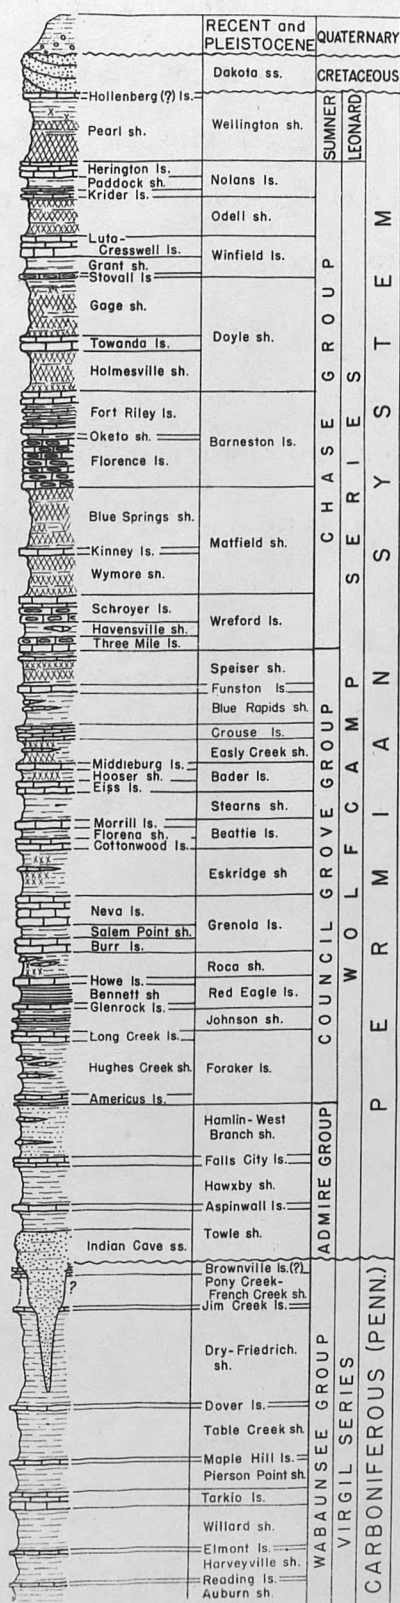 RECENT and
PLEISTOCENE
QUATERNARY
Dakota ss.
CRETACEOUS
Hollenberg (?) ls.
Pearl sh.
Wellington sh.
SUMNER
LEONARD
Herington ls.
Paddock sh.
Krider ls.
Nolans ls.
Odell sh.
Luta-
Cresswell ls.
Grant sh.
Stovall ls
Winfield ls.
Gage sh.
Towanda ls.
Holmesville sh.
Doyle sh.
Fort Riley ls.
Oketo sh.
Florence ls.
Barneston ls.
Blue Springs sh.
Kinney ls.
Wymore sh.
Matfield sh.
Schroyer ls.
Havensville sh.
Three Mile ls.
Wreford ls.
CHASE GROUP
Speiser sh.
Funston ls.
Blue Rapids sh.
Crouse ls.
Easly Creek sh.
Middleburg ls.
Hooser sh.
Eiss ls.
Bader ls.
Stearns sh.
Morrill ls.
Florena sh.
Cottonwood ls.
Beattie ls.
Eskridge sh
Neva ls.
Salem Point sh.
Burr ls.
Grenola ls.
Roca sh.
Howe ls.
Bennett sh
Glenrock ls.
Red Eagle ls.
Johnson sh.
Long Creek ls.
Hughes Creek sh.
Americus ls.
Foraker ls.
COUNCIL GROVE GROUP
WOLFCAMP SERIES
PERMIAN SYSTEM
Hamlin-West
Branch sh.
Falls City ls.
Hawxby sh.
Aspinwall ls.
Towle sh.
Indian Cave ss.
ADMIRE GROUP
?
Brownville ls.(?)
Pony Creek-
French Creek sh.
Jim Creek ls.
Dry-Friedrich.
sh.
Dover ls.
Table Creek sh.
Maple Hill ls.
Pierson Point sh.
Tarkio ls.
Willard sh.
Elmont ls.
Harveyville sh.
Reading ls.
Auburn sh.
WABAUNSEE GROUP
VIRGIL SERIES
CARBONIFEROUS (PENN.)